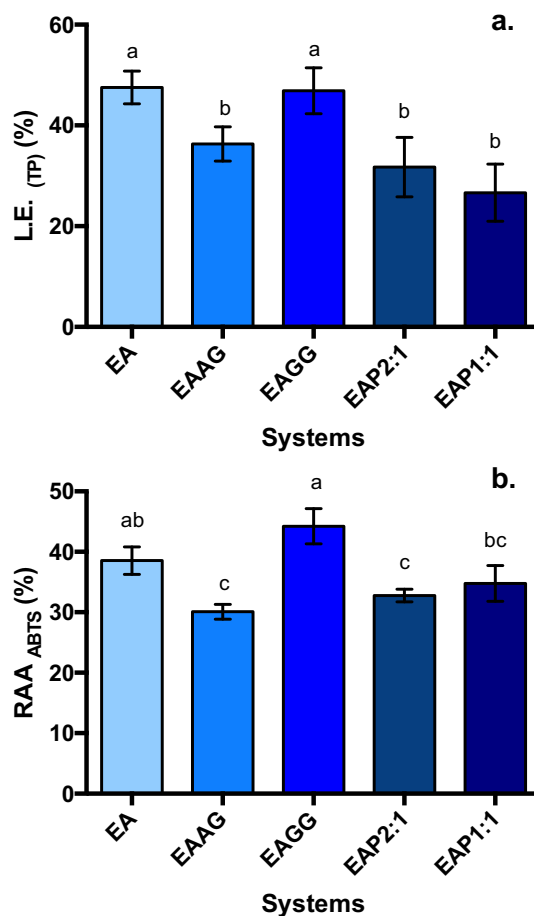 a.
L.E. (TP) (%)
60
40
20
0
a
b
a
b
b
EA
EAAG
EAGG
EAP2:1
EAP1:1
Systems
b.
RAA ABTS (%)
50
40
30
20
10
0
ab
c
a
c
bc
EA
EAAG
EAGG
EAP2:1
EAP1:1
Systems